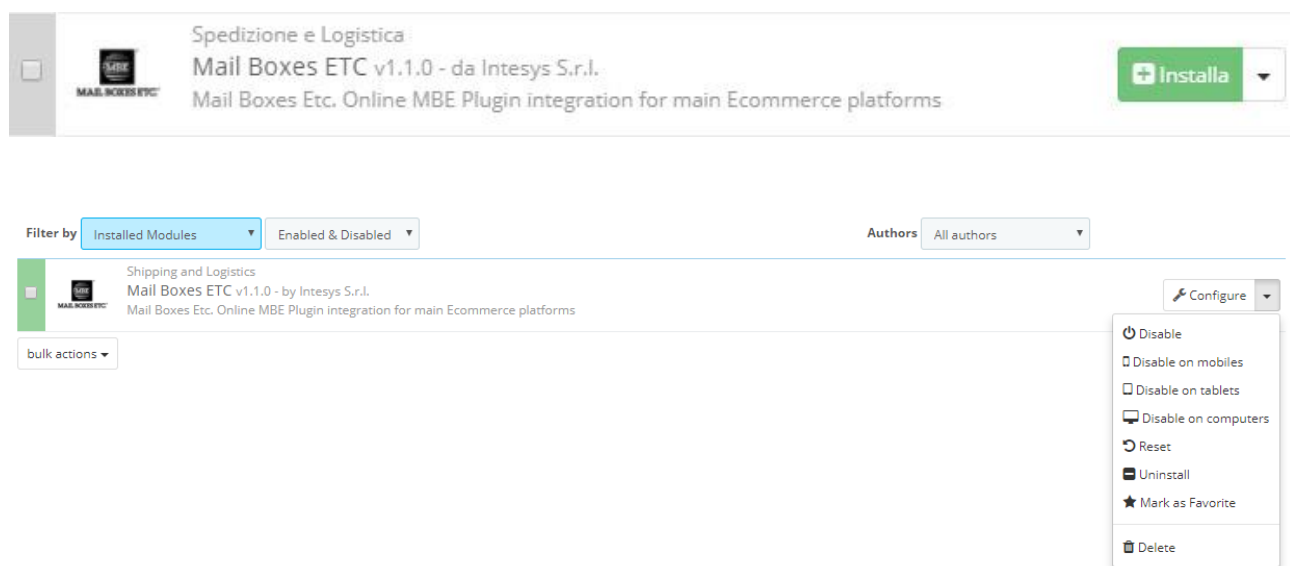 Spedizione e Logistica
Mail Boxes ETC v1.1.0 - da Intesys S.r.l.
Mail Boxes Etc. Online MBE Plugin integration for main Ecommerce platforms
MBE
MAIL BOXES ETC
Installa
Filter by Installed Modules Enabled & Disabled Authors All authors
Shipping and Logistics
Mail Boxes ETC v1.1.0 - by Intesys S.r.l.
Mail Boxes Etc. Online MBE Plugin integration for main Ecommerce platforms
MBE
MAIL BOXES ETC
Configure
bulk actions
Disable
Disable on mobiles
Disable on tablets
Disable on computers
Reset
Uninstall
Mark as Favorite
Delete